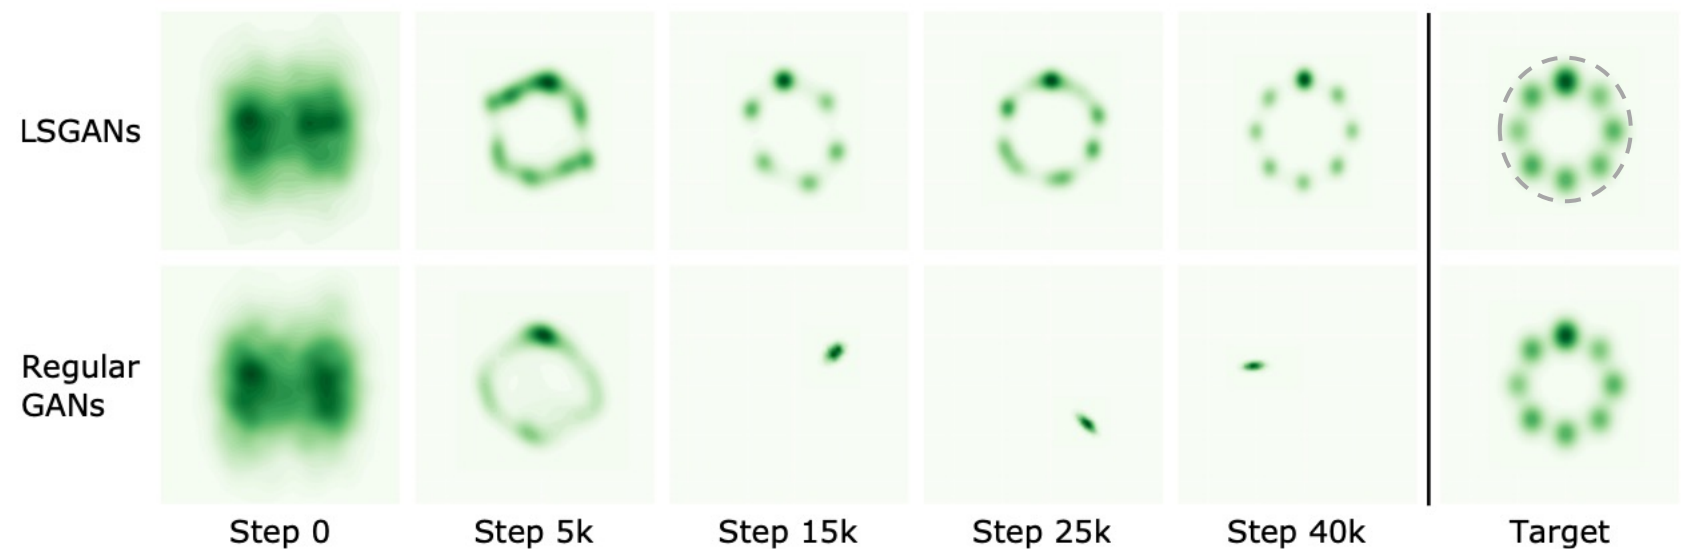 LSGANs
Regular
GANs
Step 0
Step 5k
Step 15k
Step 25k
Step 40k
Target